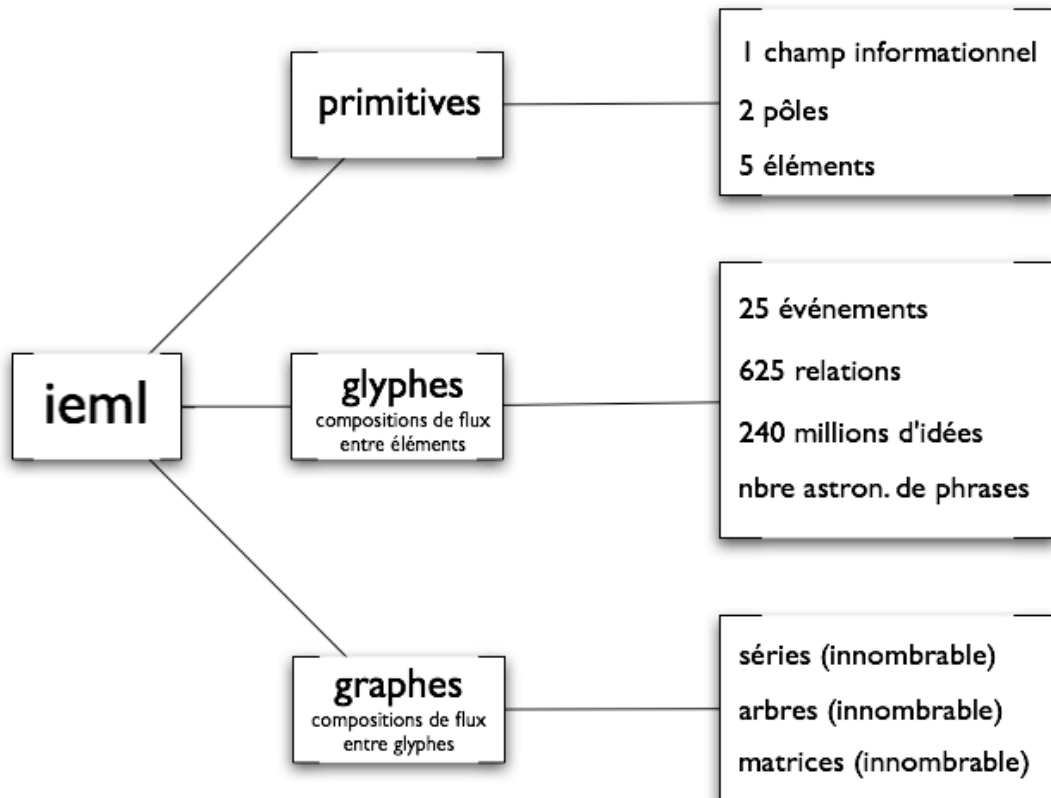 ieml
primitives
1 champ informationnel
2 pôles
5 éléments
glyphes
compositions de flux
entre éléments
25 événements
625 relations
240 millions d'idées
nbre astron. de phrases
graphes
compositions de flux
entre glyphes
séries (innombrable)
arbres (innombrable)
matrices (innombrable)